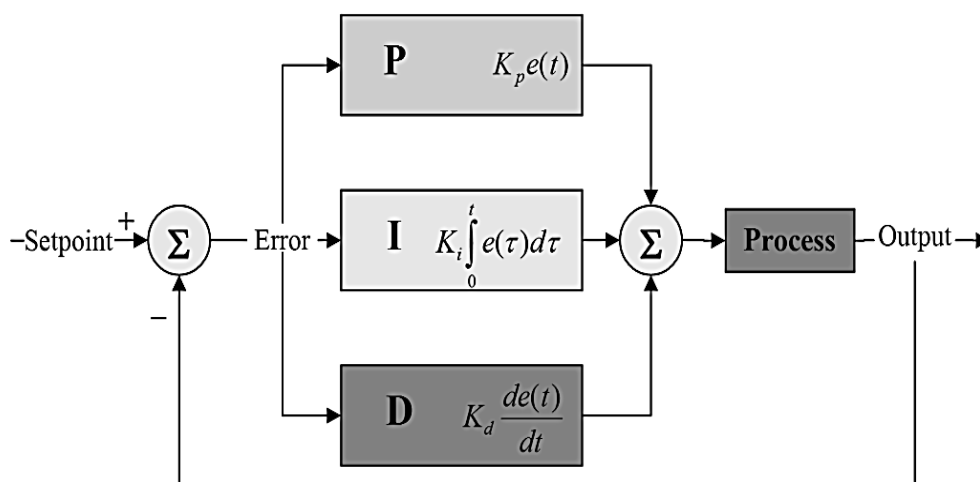 P K_p e(t)
–Setpoint + Σ Error I K_i ∫_0^t e(τ)dτ Σ Process Output
–
D K_d de(t)/dt